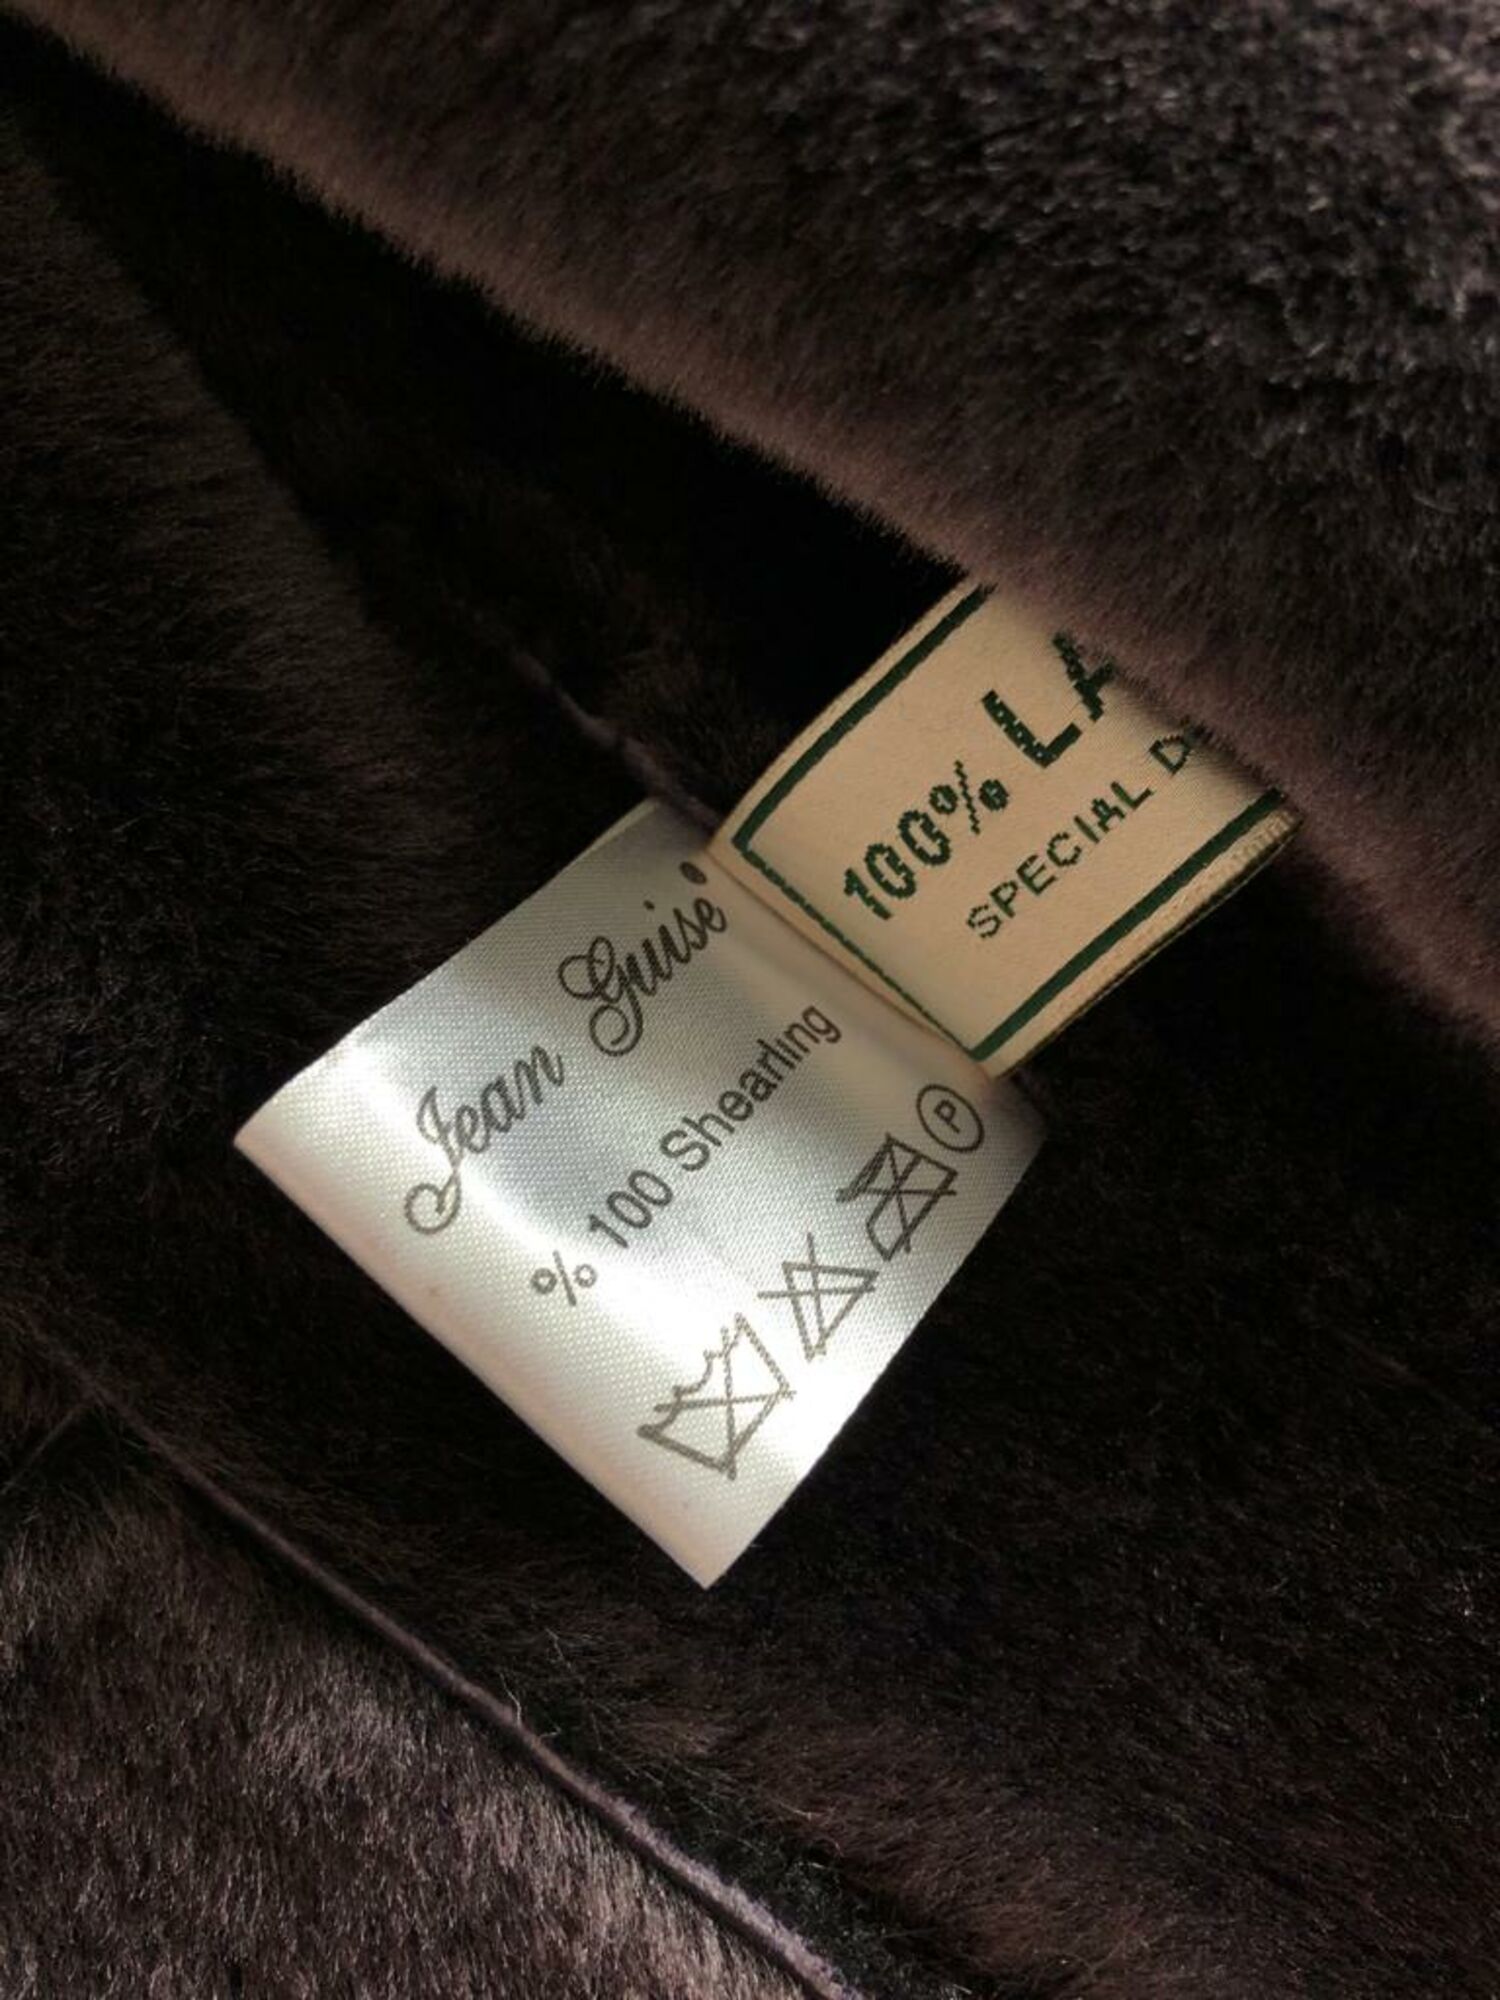 100% LA
SPECIAL D
Jean Guise
% 100 Shearling
P